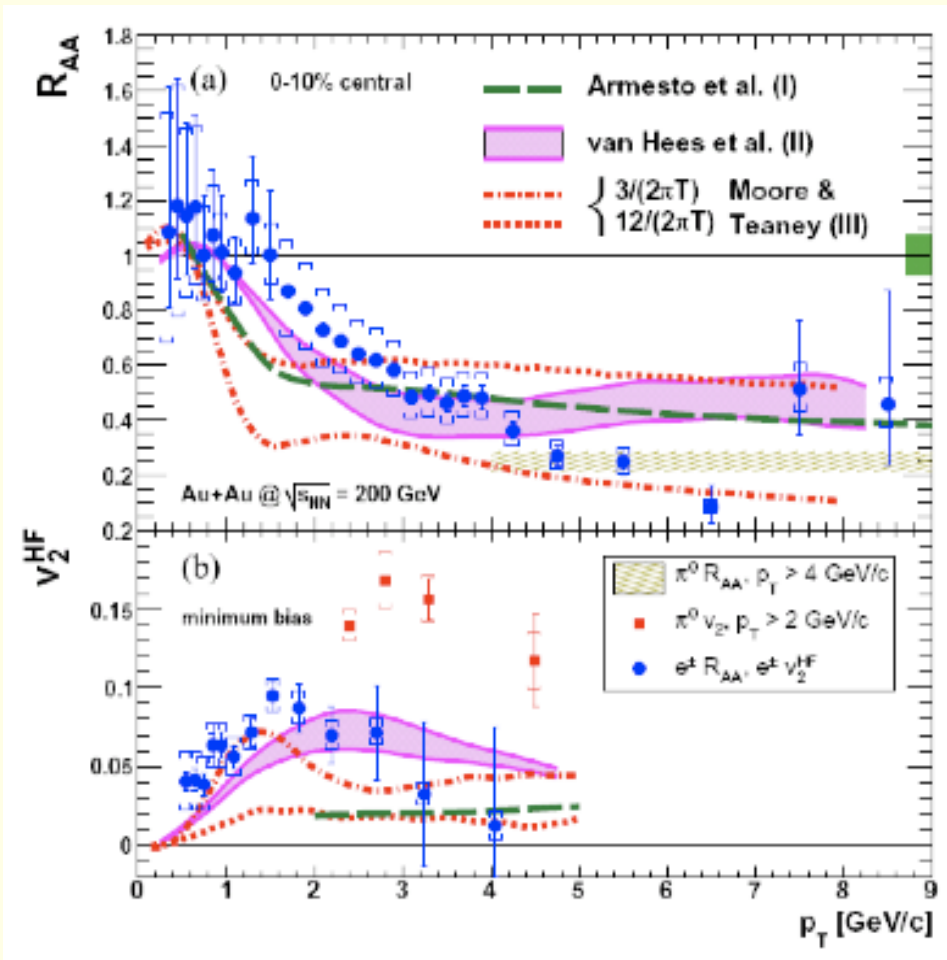 R_AA
1.8
1.6
1.4
1.2
1
0.8
0.6
0.4
0.2
(a) 0-10% central
Armesto et al. (I)
van Hees et al. (II)
3/(2πT) Moore &
12/(2πT) Teaney (III)
Au+Au @ √s_NN = 200 GeV
v_2^HF
0.2
0.15
0.1
0.05
0
(b)
minimum bias
π⁰ R_AA, p_T > 4 GeV/c
π⁰ v_2, p_T > 2 GeV/c
e± R_AA, e± v_2^HF
0 1 2 3 4 5 6 7 8 9
p_T [GeV/c]